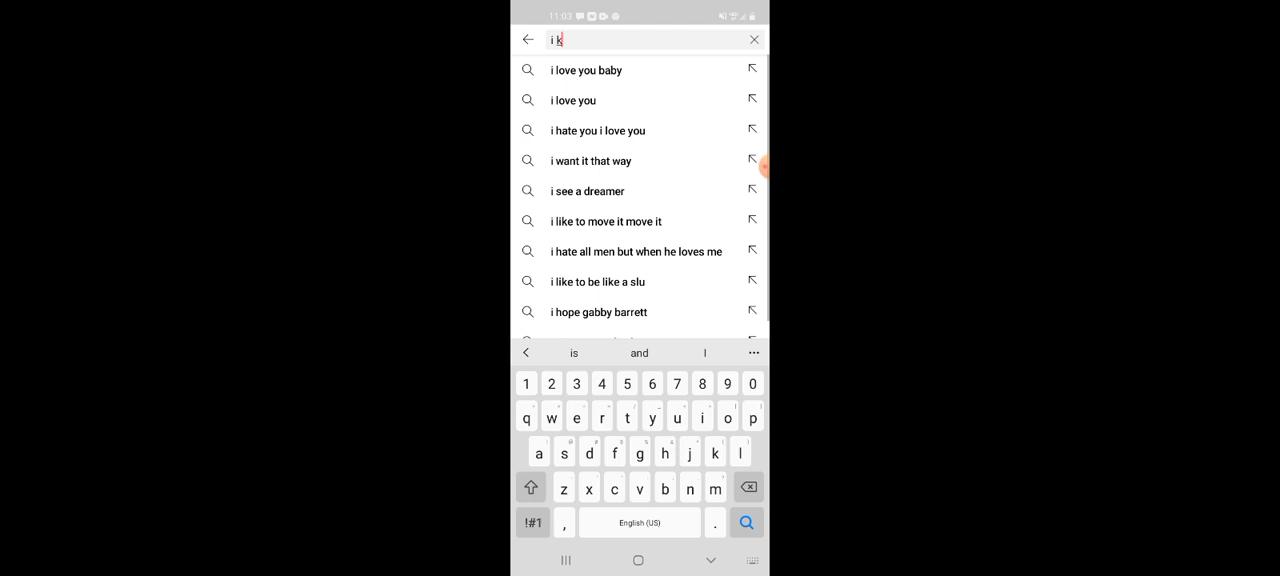 11:03
i k
i love you baby
i love you
i hate you i love you
i want it that way
i see a dreamer
i like to move it move it
i hate all men but when he loves me
i like to be like a slu
i hope gabby barrett
is and I
1 2 3 4 5 6 7 8 9 0
q w e r t y u i o p
a s d f g h j k l
z x c v b n m
!#1 , English (US) .